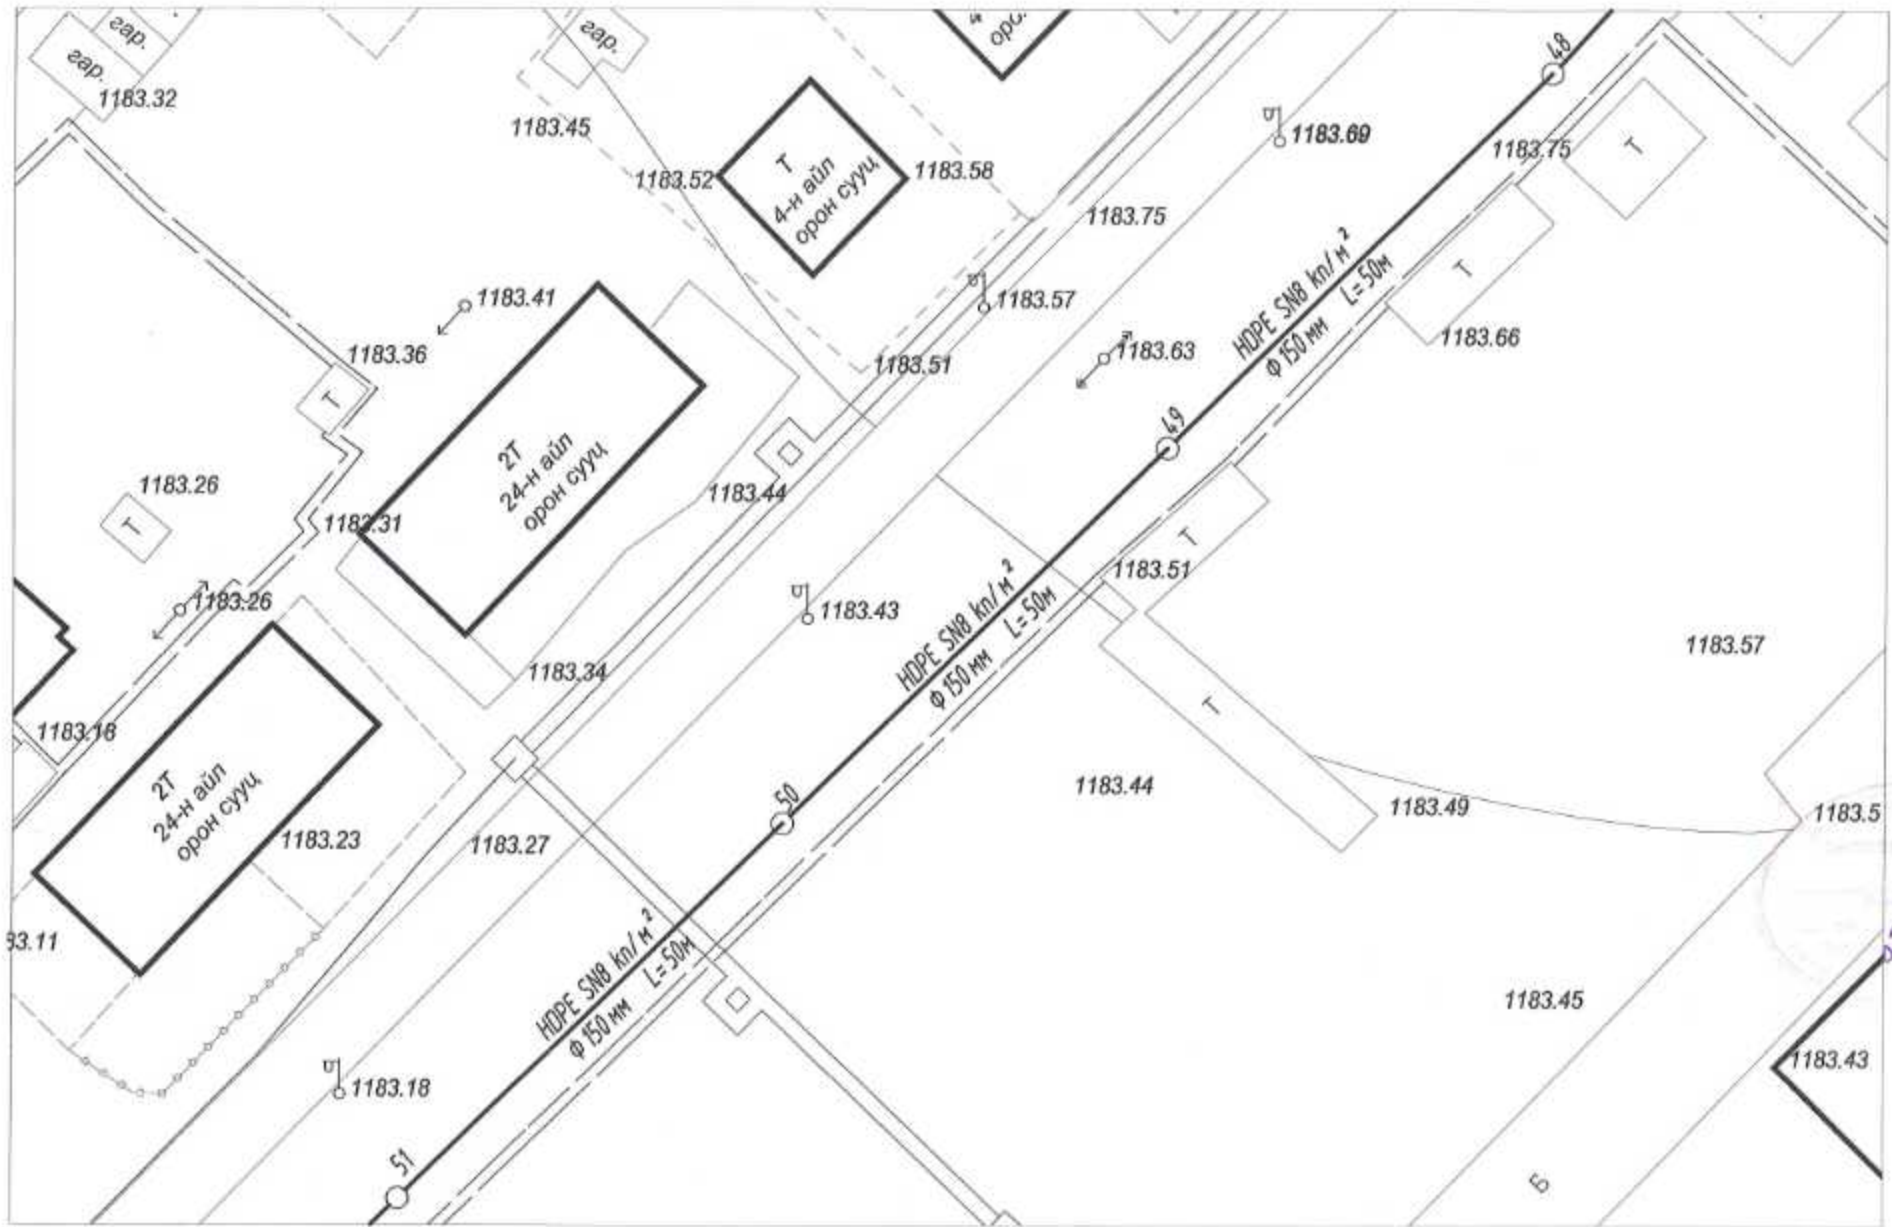 гар.
гар.
1183.32
гар.
1183.45
1183.52
Т
4-н айл
орон сууц
1183.58
1183.69
48
1183.75
Т
1183.75
1183.41
1183.57
HDPE SN8 kn/м²
Ф 150 мм L=50м
Т
1183.66
1183.36
Т
1183.51
1183.63
49
2Т
24-н айл
орон сууц
1183.26
Т
1183.31
1183.44
Т
1183.51
1183.26
1183.43
HDPE SN8 kn/м²
Ф 150 мм L=50м
1183.57
1183.34
Т
1183.18
2Т
24-н айл
орон сууц
50
1183.44
1183.49
1183.5
1183.23
1183.27
93.11
HDPE SN8 kn/м²
Ф 150 мм L=50м
1183.45
1183.43
1183.18
51
Б